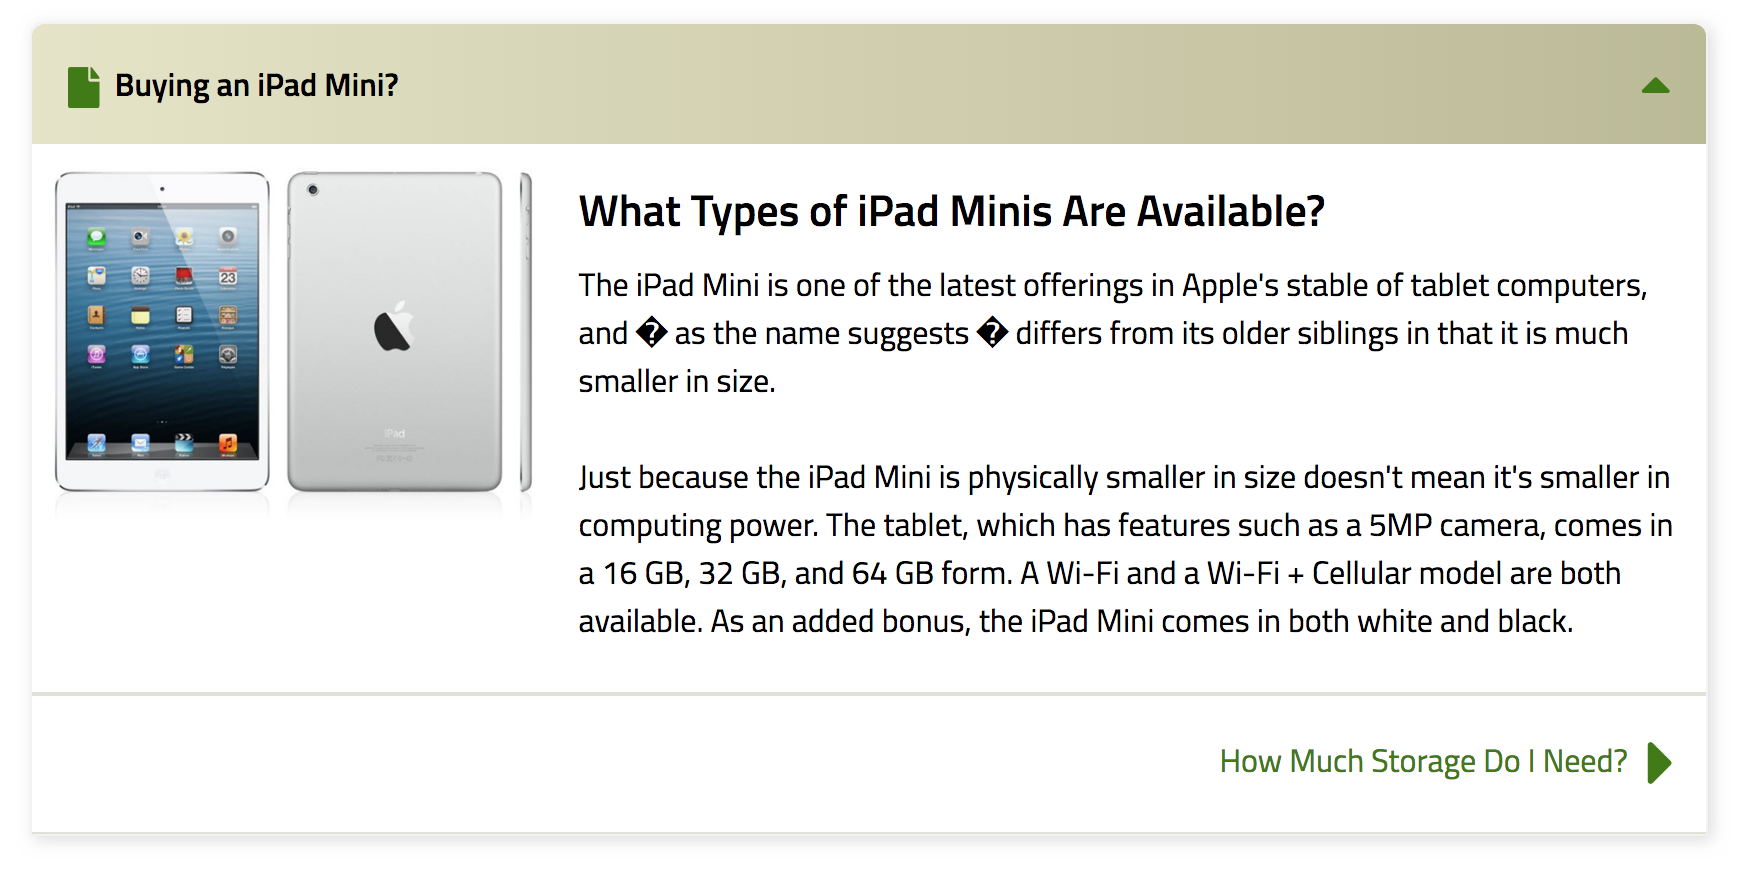 Buying an iPad Mini?
What Types of iPad Minis Are Available?
The iPad Mini is one of the latest offerings in Apple's stable of tablet computers,
and � as the name suggests � differs from its older siblings in that it is much
smaller in size.
Just because the iPad Mini is physically smaller in size doesn't mean it's smaller in
computing power. The tablet, which has features such as a 5MP camera, comes in
a 16 GB, 32 GB, and 64 GB form. A Wi-Fi and a Wi-Fi + Cellular model are both
available. As an added bonus, the iPad Mini comes in both white and black.
How Much Storage Do I Need?
23
iPad